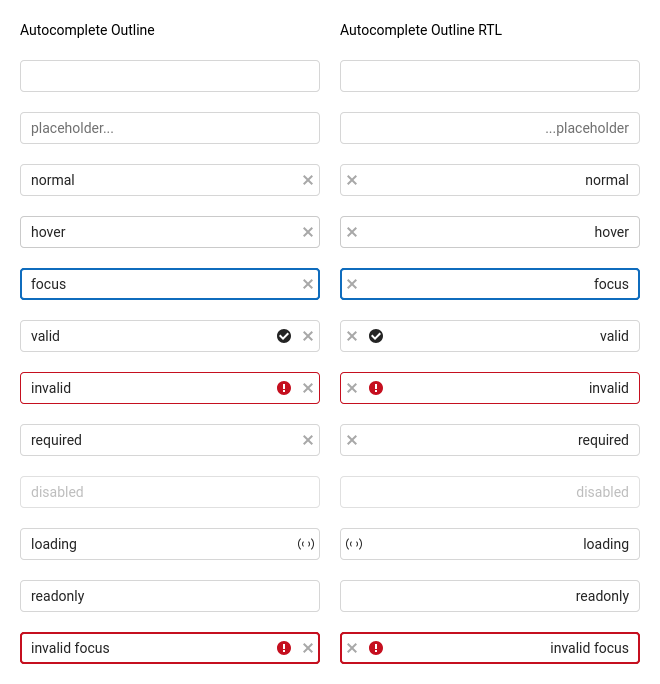 Autocomplete Outline
Autocomplete Outline RTL
placeholder...
...placeholder
normal
normal
hover
hover
focus
focus
valid
valid
invalid
invalid
required
required
disabled
disabled
loading
loading
readonly
readonly
invalid focus
invalid focus